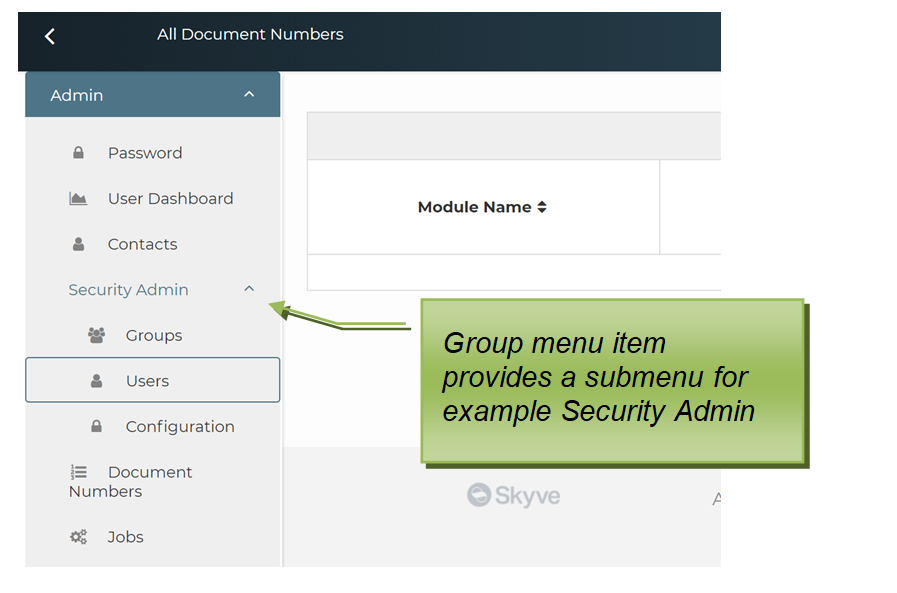 All Document Numbers
Admin
Password
User Dashboard
Contacts
Security Admin
Groups
Users
Configuration
Document
Numbers
Jobs
Module Name
Group menu item
provides a submenu for
example Security Admin
Skyve